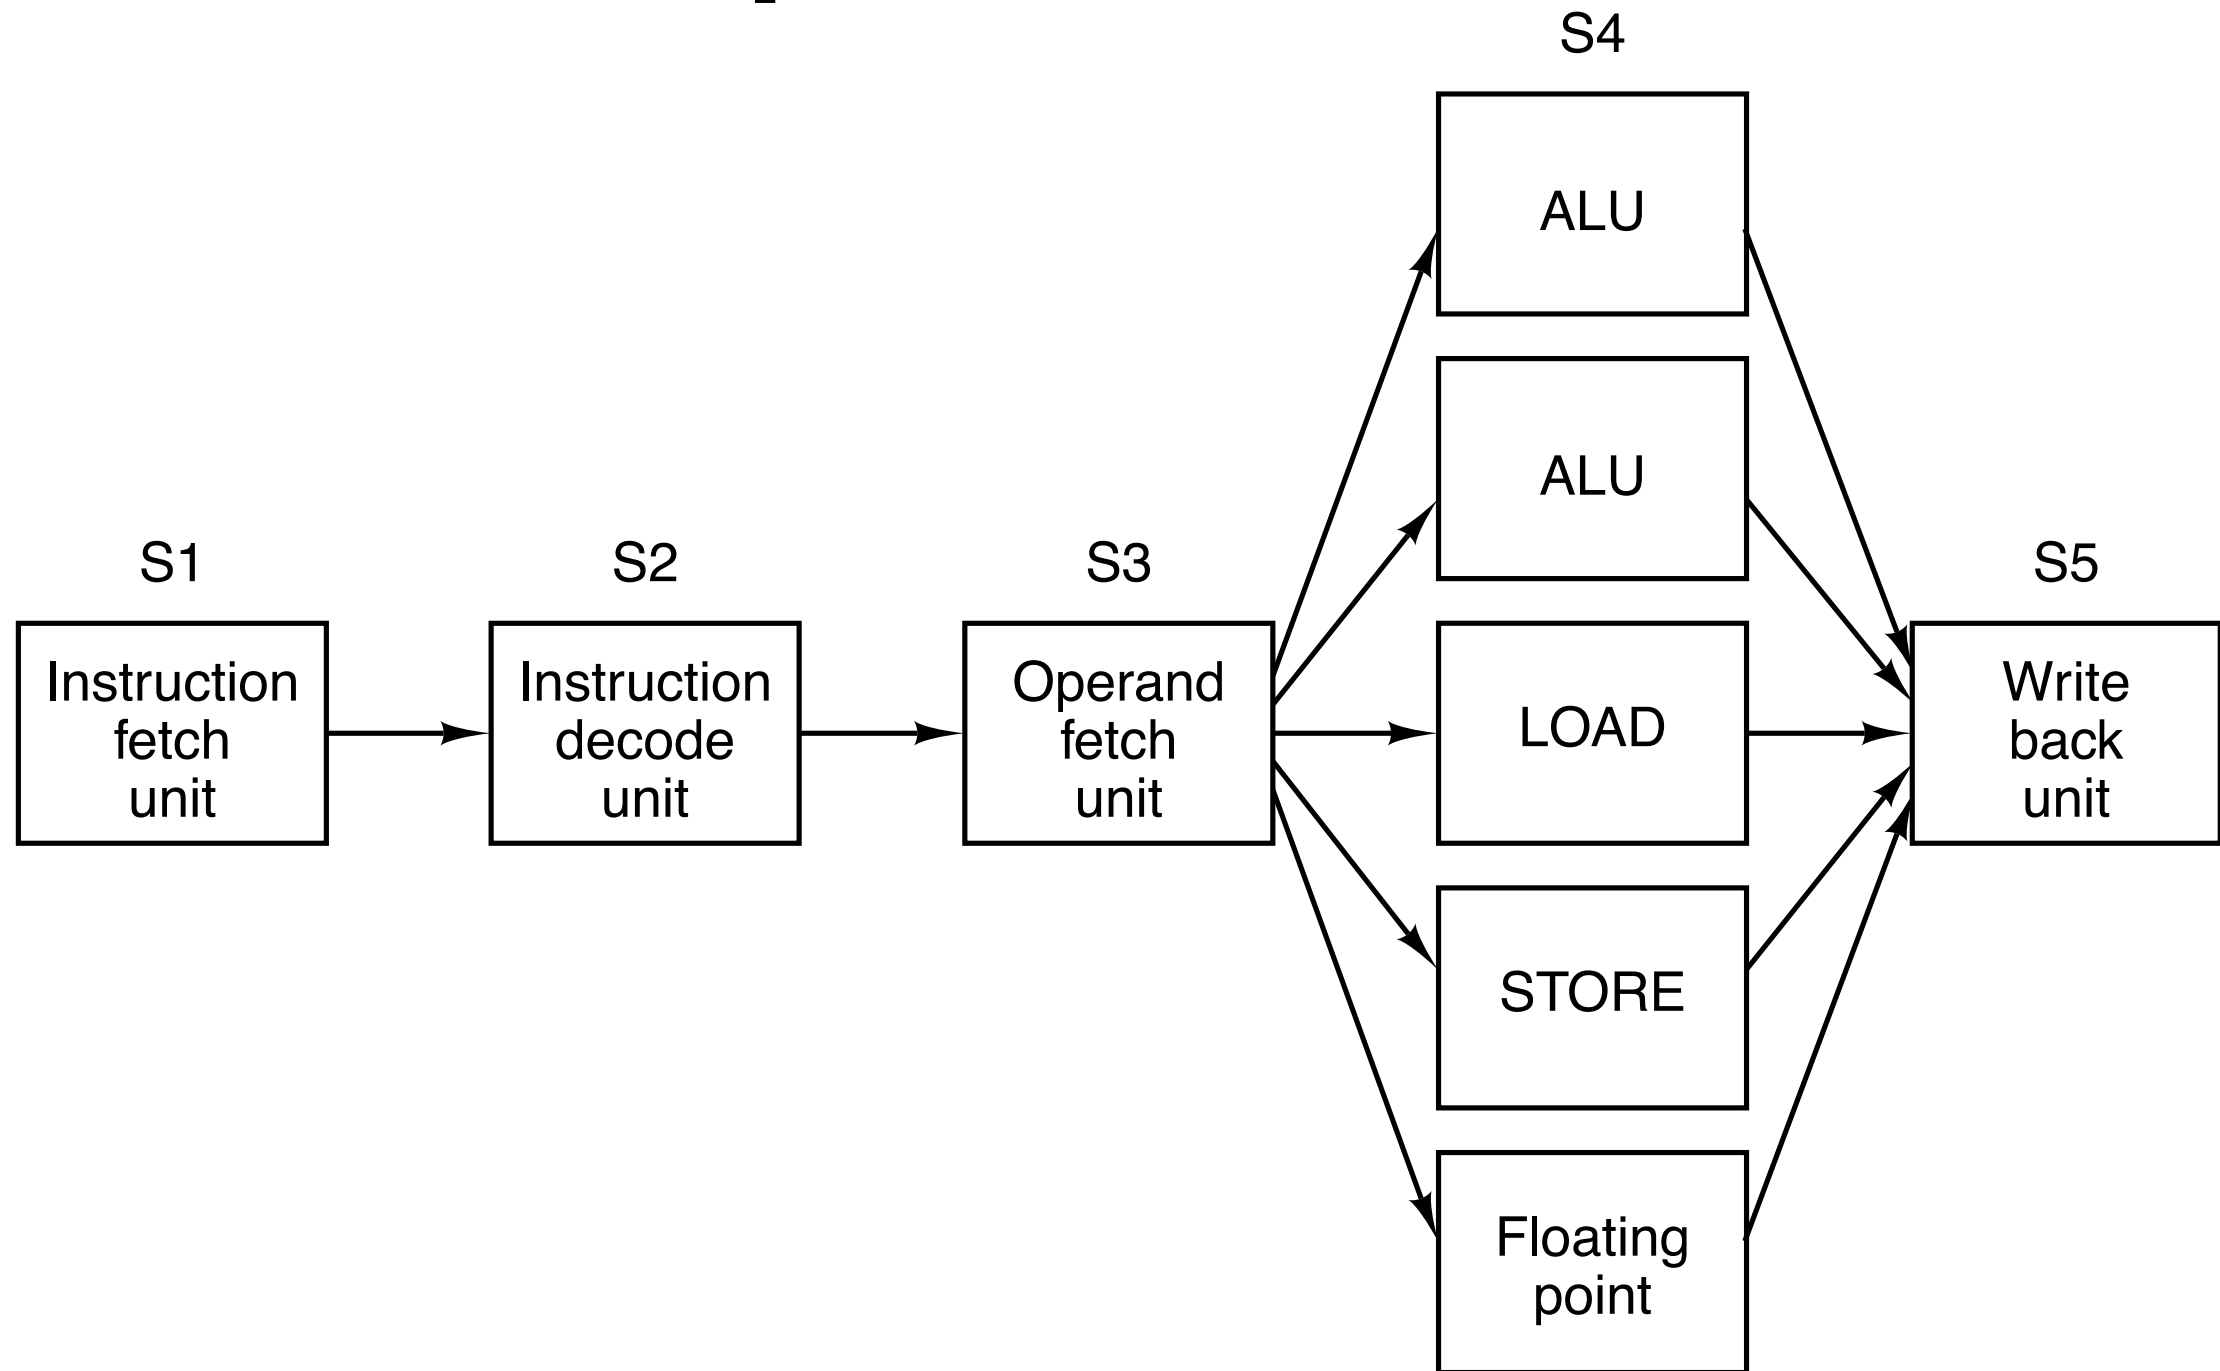 S4
ALU
ALU
S1
S2
S3
S5
Instruction
fetch
unit
Instruction
decode
unit
Operand
fetch
unit
LOAD
Write
back
unit
STORE
Floating
point